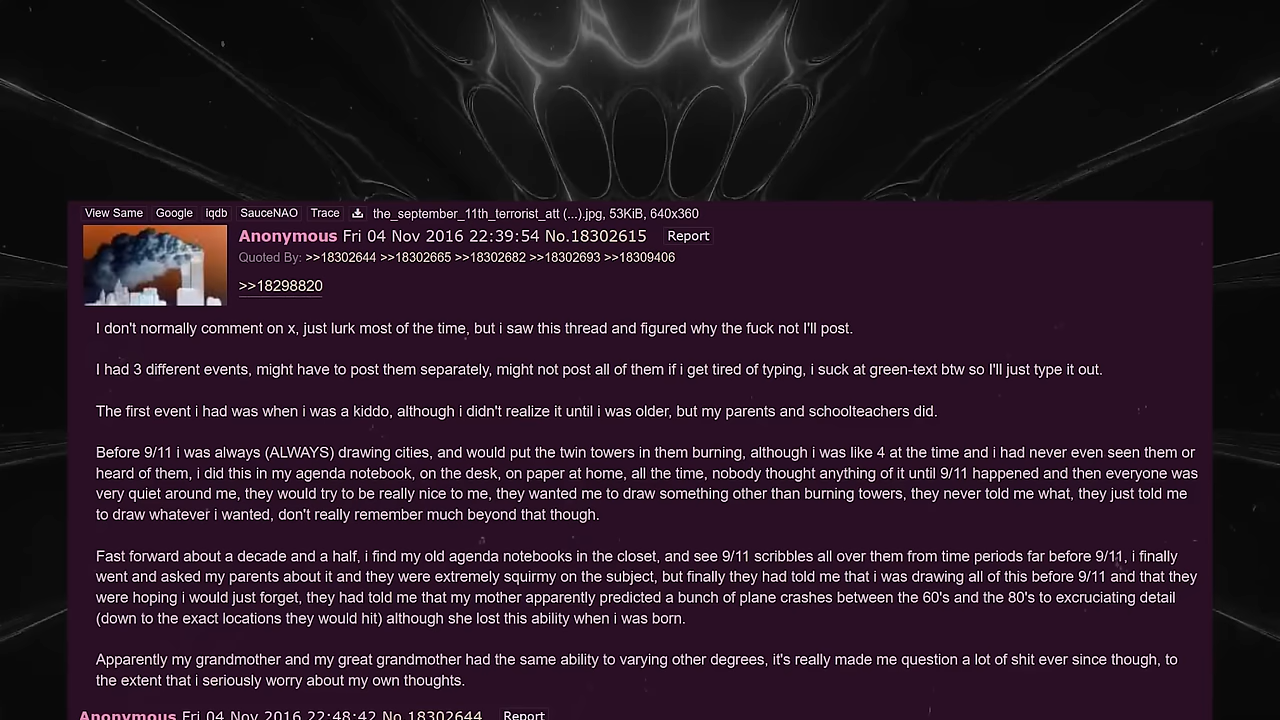 View Same Google Iqdb SauceNAO Trace the_september_11th_terrorist_att (...).jpg, 53KiB, 640x360
Anonymous Fri 04 Nov 2016 22:39:54 No.18302615 Report
Quoted By: >>18302644 >>18302665 >>18302682 >>18302693 >>18309406
>>18298820
I don't normally comment on x, just lurk most of the time, but i saw this thread and figured why the fuck not I'll post.
I had 3 different events, might have to post them separately, might not post all of them if i get tired of typing, i suck at green-text btw so I'll just type it out.
The first event i had was when i was a kiddo, although i didn't realize it until i was older, but my parents and schoolteachers did.
Before 9/11 i was always (ALWAYS) drawing cities, and would put the twin towers in them burning, although i was like 4 at the time and i had never even seen them or
heard of them, i did this in my agenda notebook, on the desk, on paper at home, all the time, nobody thought anything of it until 9/11 happened and then everyone was
very quiet around me, they would try to be really nice to me, they wanted me to draw something other than burning towers, they never told me what, they just told me
to draw whatever i wanted, don't really remember much beyond that though.
Fast forward about a decade and a half, i find my old agenda notebooks in the closet, and see 9/11 scribbles all over them from time periods far before 9/11, i finally
went and asked my parents about it and they were extremely squirmy on the subject, but finally they had told me that i was drawing all of this before 9/11 and that they
were hoping i would just forget, they had told me that my mother apparently predicted a bunch of plane crashes between the 60's and the 80's to excruciating detail
(down to the exact locations they would hit) although she lost this ability when i was born.
Apparently my grandmother and my great grandmother had the same ability to varying other degrees, it's really made me question a lot of shit ever since though, to
the extent that i seriously worry about my own thoughts.
Anonymous Fri 04 Nov 2016 22:48:42 No.18302644 Report